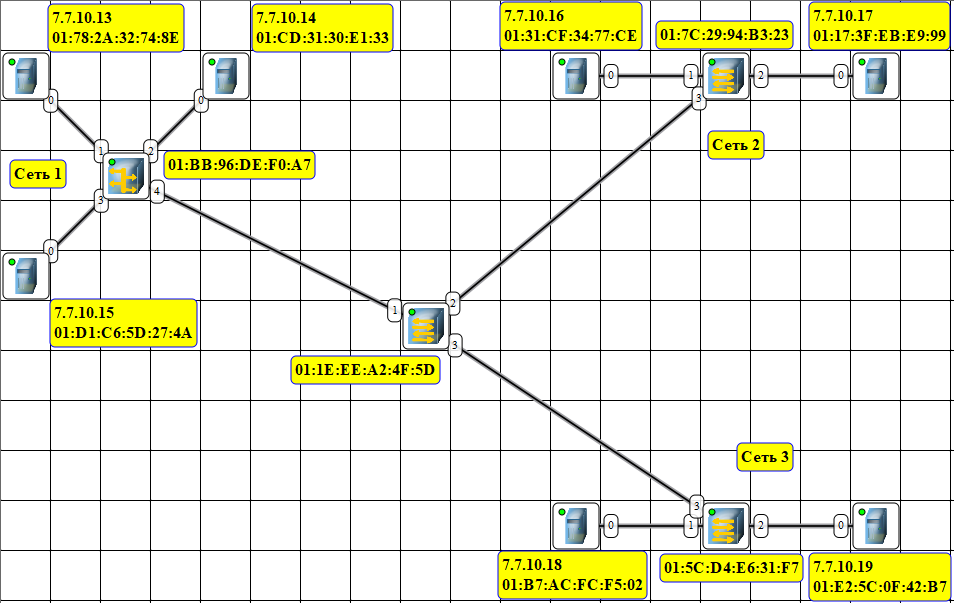 7.7.10.13
01:78:2A:32:74:8E
7.7.10.14
01:CD:31:30:E1:33
7.7.10.16
01:31:CF:34:77:CE
01:7C:29:94:B3:23
7.7.10.17
01:17:3F:EB:E9:99
0
0
0
1
2
0
3
1
2
Сеть 2
Сеть 1
01:BB:96:DE:F0:A7
3
4
0
7.7.10.15
01:D1:C6:5D:27:4A
1
2
3
01:1E:EE:A2:4F:5D
Сеть 3
3
0
1
2
0
7.7.10.18
01:B7:AC:FC:F5:02
01:5C:D4:E6:31:F7
7.7.10.19
01:E2:5C:0F:42:B7